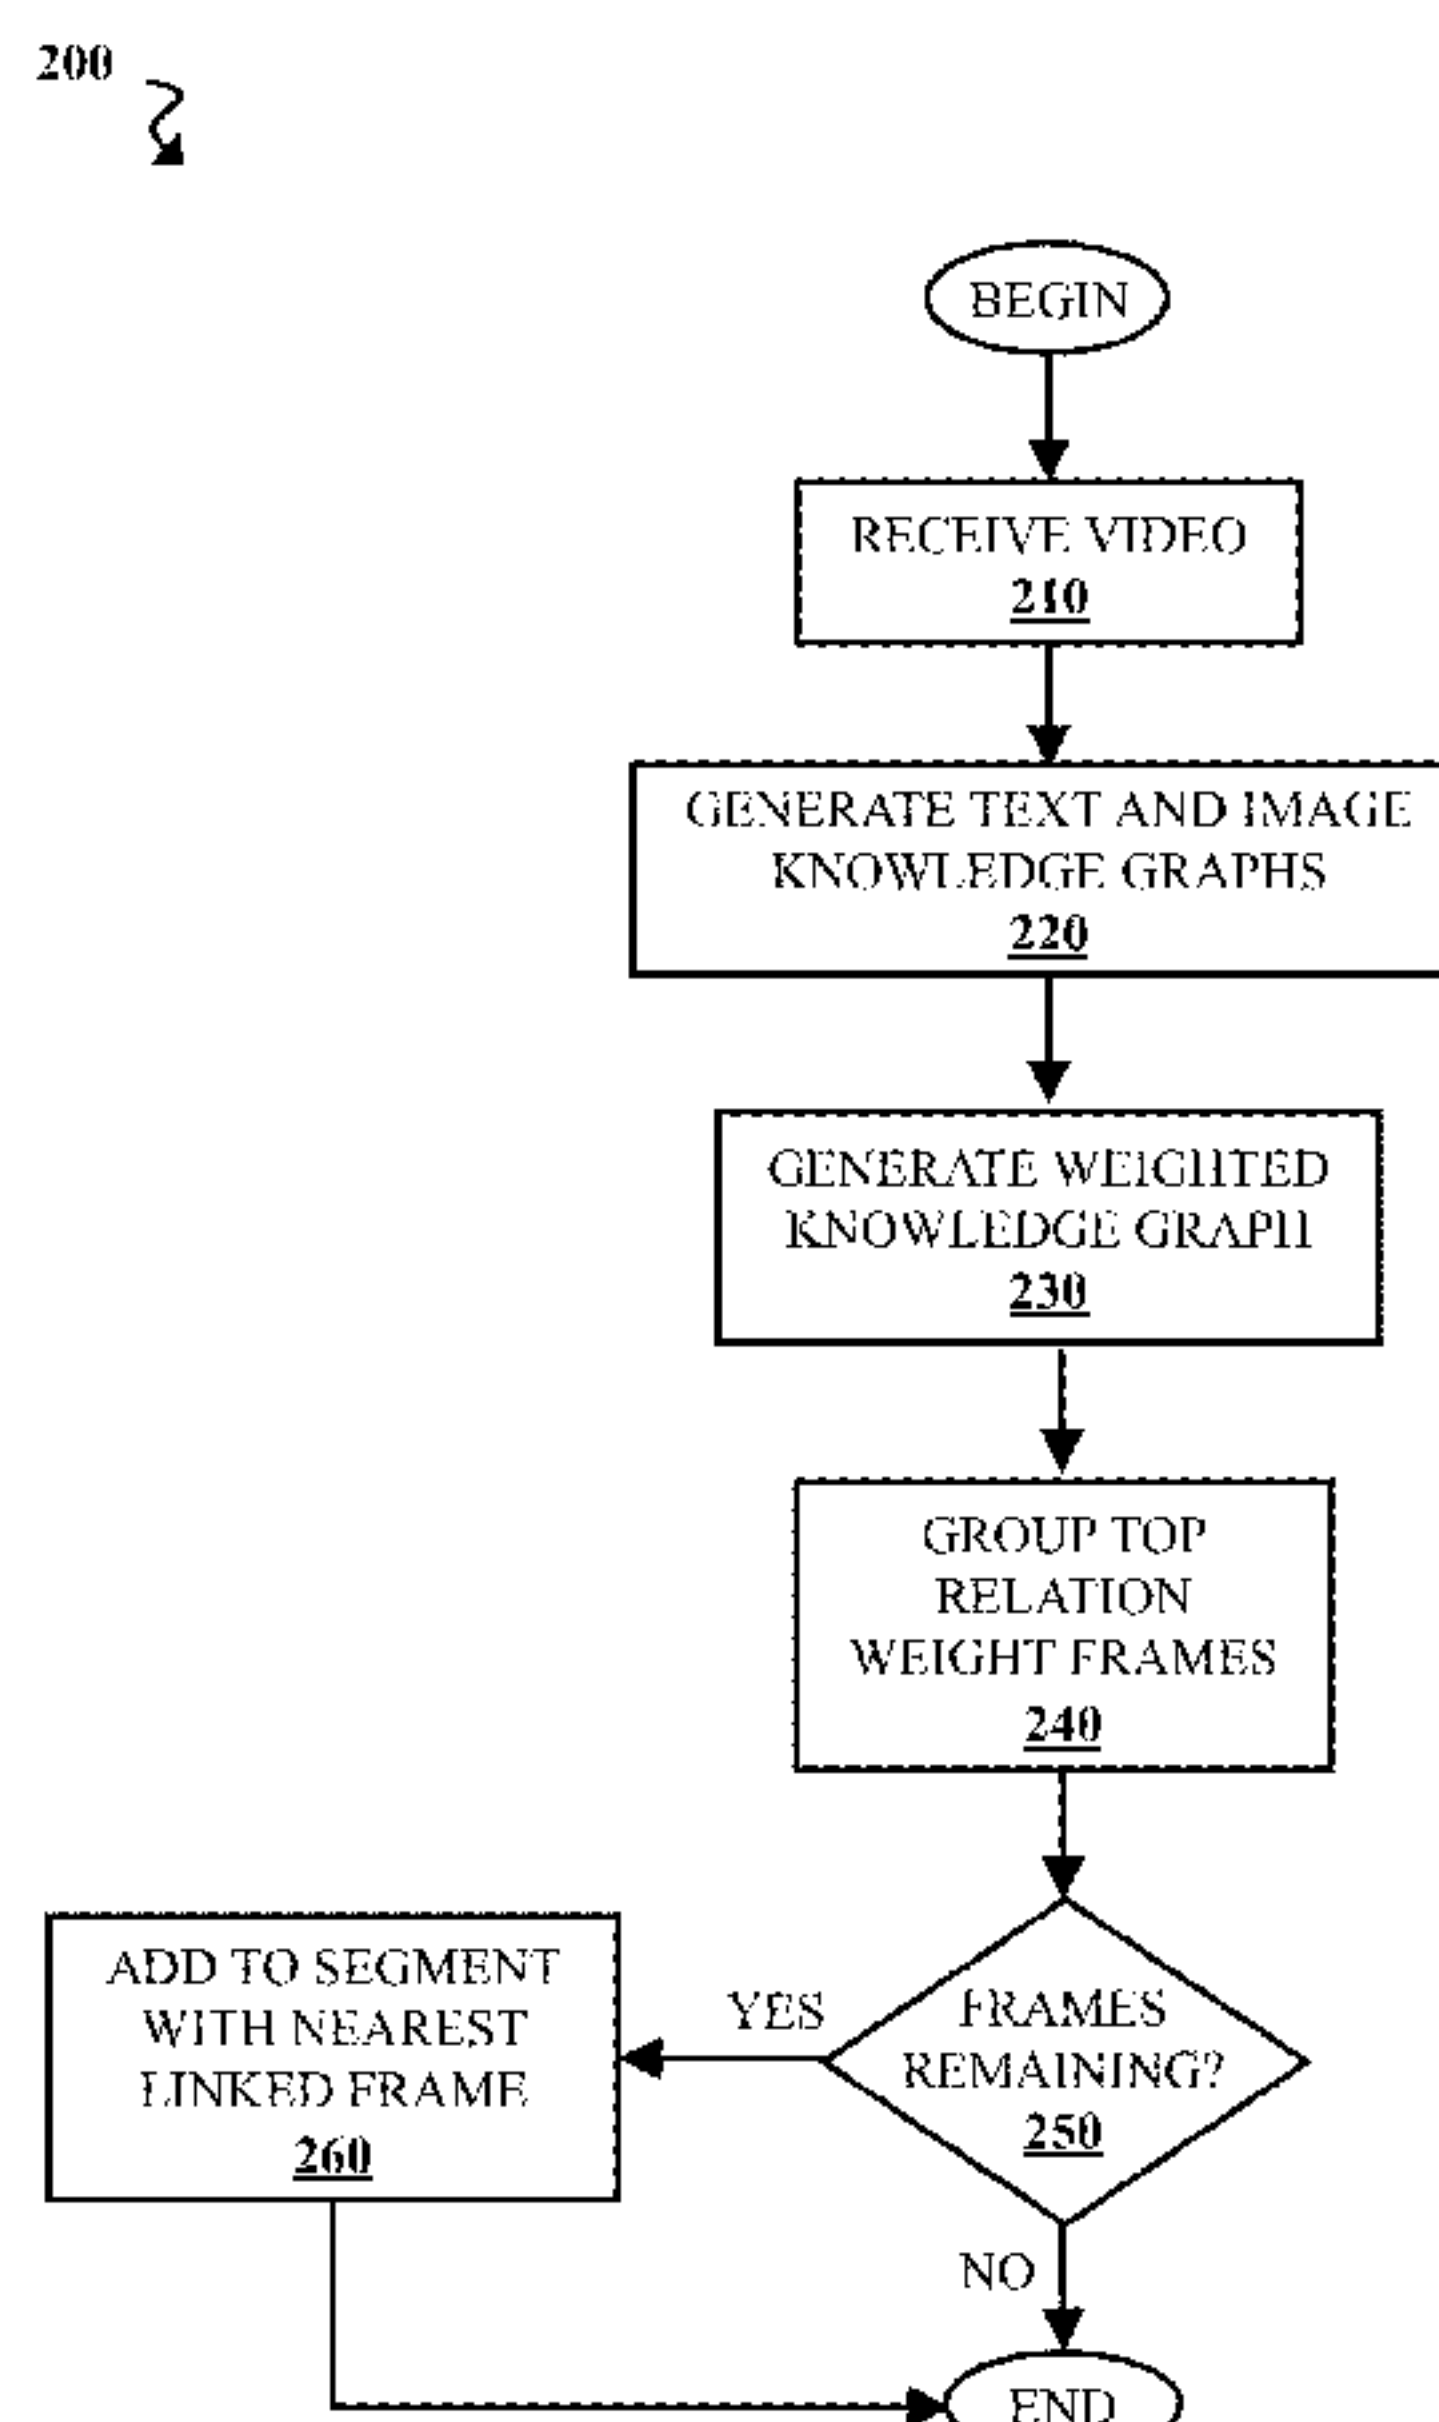 200
BEGIN
RECEIVE VIDEO
210
GENERATE TEXT AND IMAGE
KNOWLEDGE GRAPHS
220
GENERATE WEIGHTED
KNOWLEDGE GRAPH
230
GROUP TOP
RELATION
WEIGHT FRAMES
240
FRAMES
REMAINING?
250
YES
ADD TO SEGMENT
WITH NEAREST
LINKED FRAME
260
NO
END